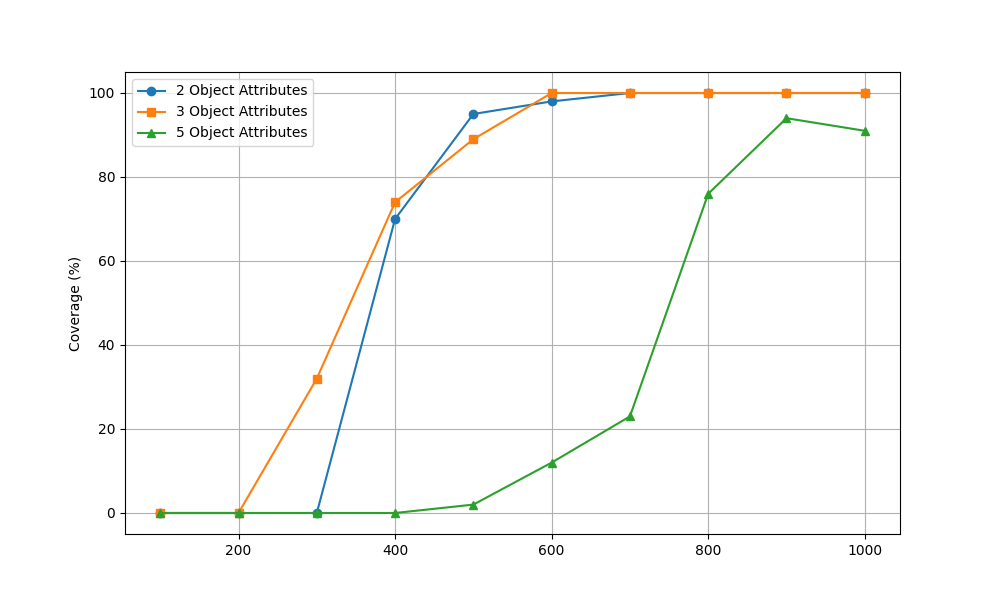 2 Object Attributes
3 Object Attributes
5 Object Attributes
Coverage (%)
100
80
60
40
20
0
200 400 600 800 1000